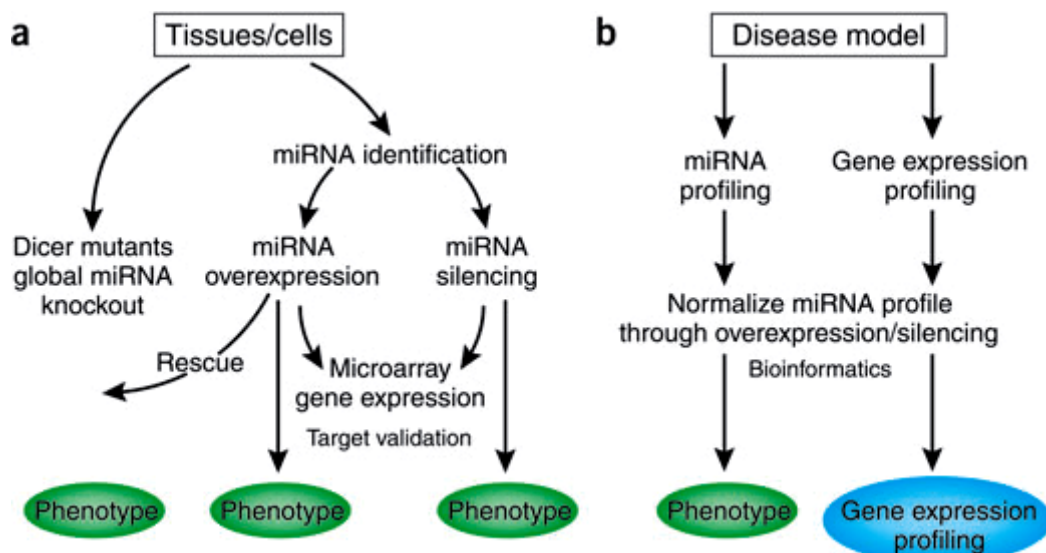 a
Tissues/cells
miRNA identification
Dicer mutants
global miRNA
knockout
miRNA
overexpression
miRNA
silencing
Rescue
Microarray
gene expression
Target validation
Phenotype
Phenotype
Phenotype
b
Disease model
miRNA
profiling
Gene expression
profiling
Normalize miRNA profile
through overexpression/silencing
Bioinformatics
Phenotype
Gene expression
profiling